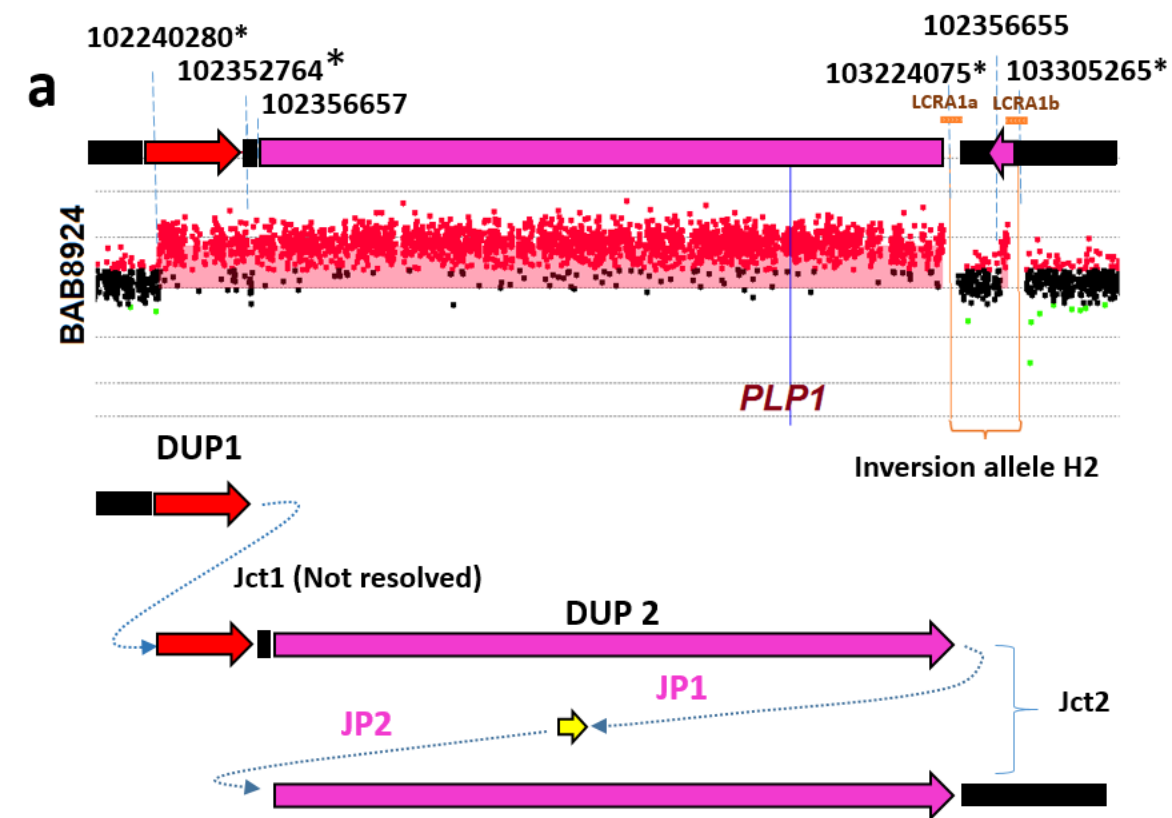 a
102240280*
102352764*
102356657
102356655
103224075*
103305265*
LCRA1a
LCRA1b
BAB8924
PLP1
Inversion allele H2
DUP1
Jct1 (Not resolved)
DUP 2
JP1
JP2
Jct2